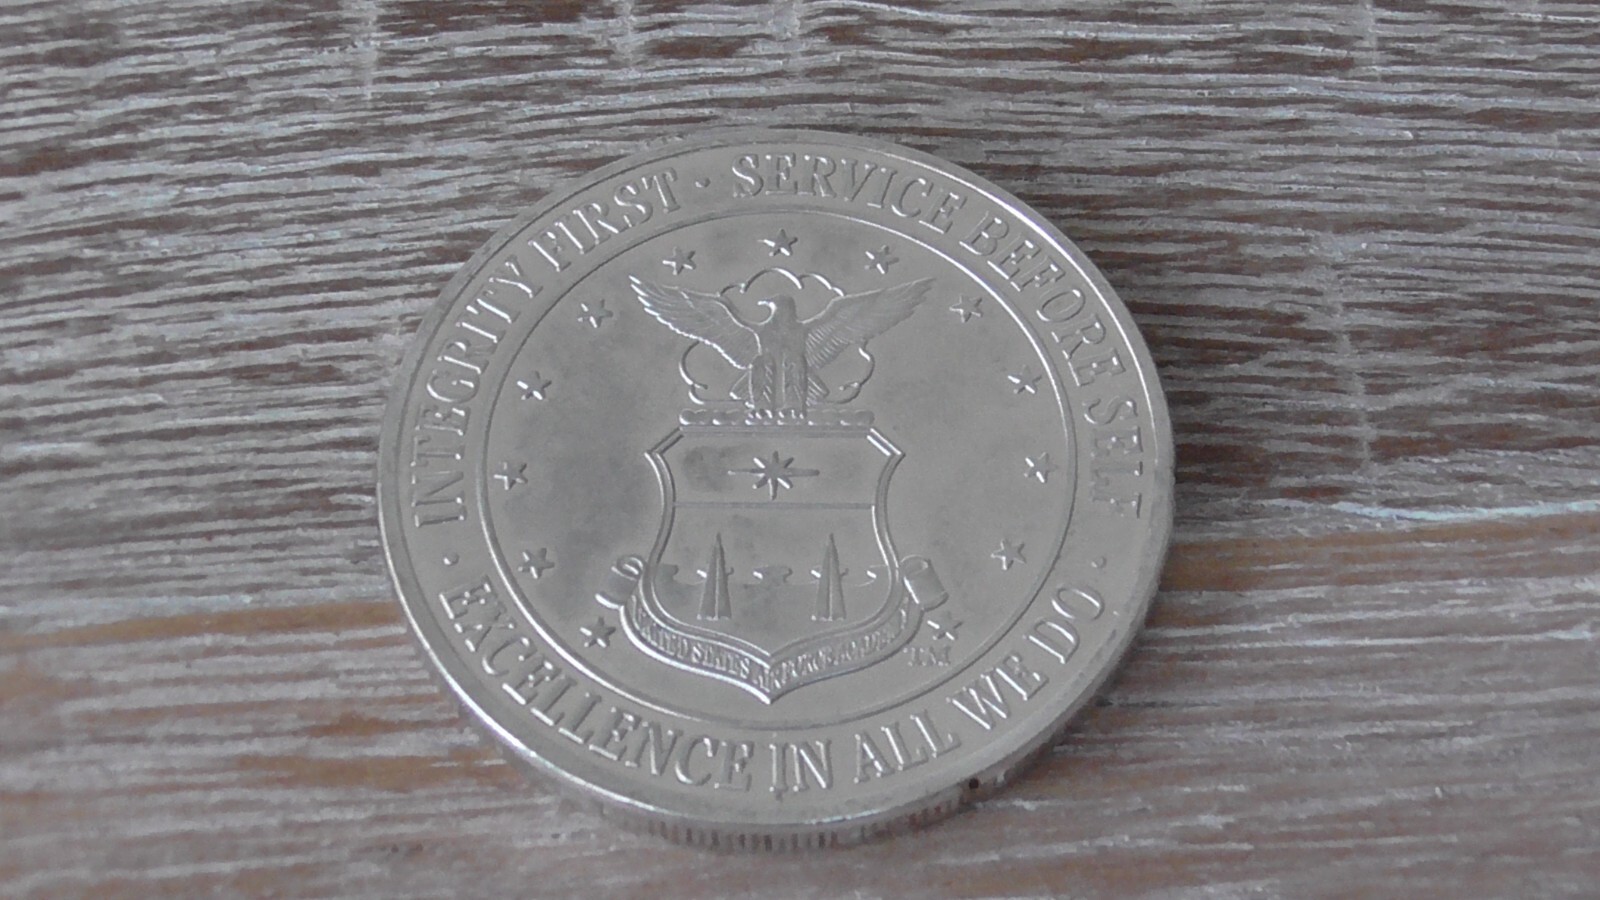 · INTEGRITY FIRST · SERVICE BEFORE SELF ·
EXCELLENCE IN ALL WE DO
UNITED STATES AIR FORCE ACADEMY
TM